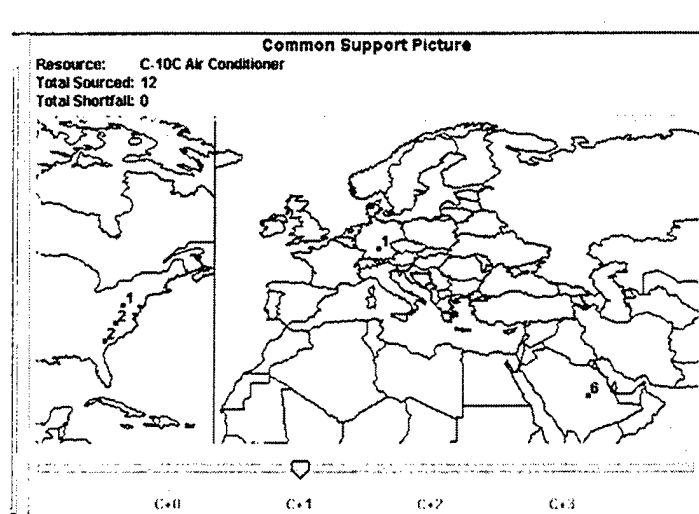 Common Support Picture
Resource: C-10C Air Conditioner
Total Sourced: 12
Total Shortfall: 0
1
1
2
2
6
C+0 C+1 C+2 C+3